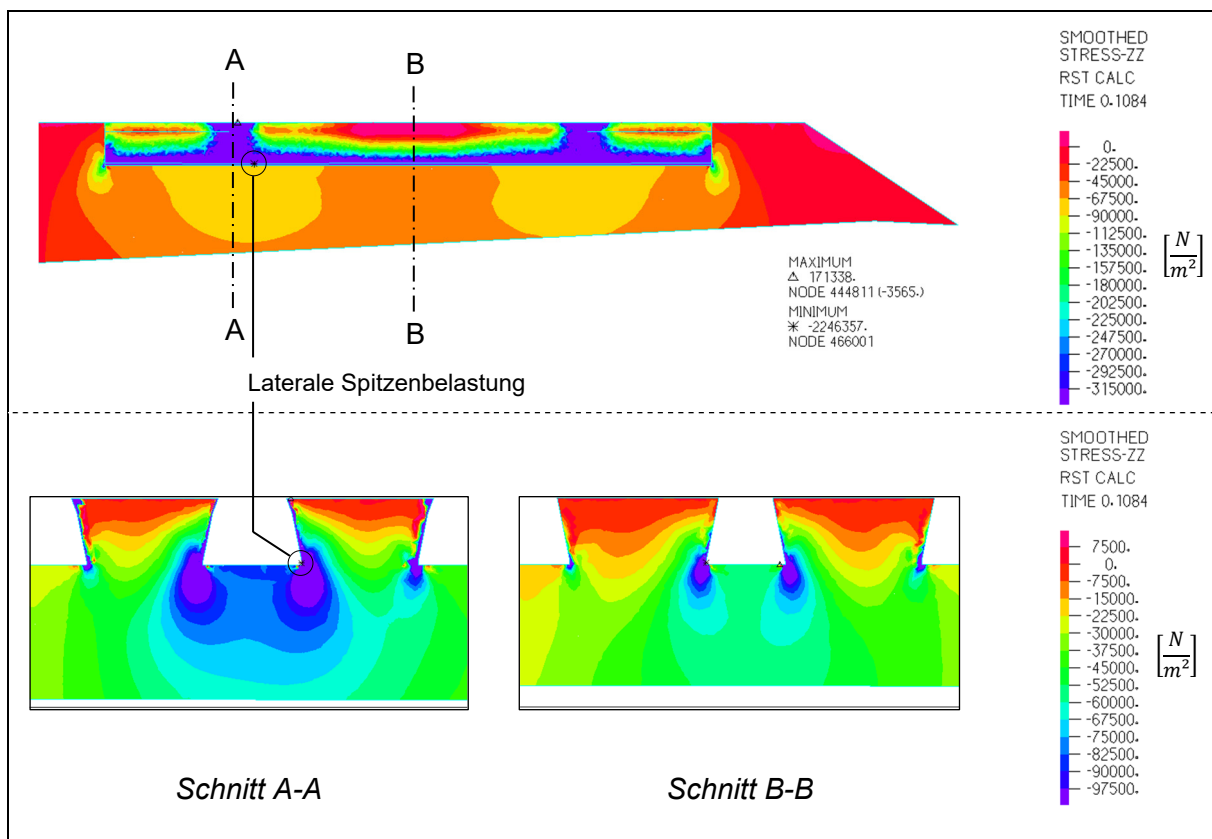 A
B
SMOOTHED
STRESS-ZZ
RST CALC
TIME 0.1084
0.
-22500.
-45000.
-67500.
-90000.
-112500.
-135000.
-157500.
-180000.
-202500.
-225000.
-247500.
-270000.
-292500.
-315000.
[N/m²]
MAXIMUM
△ 171338.
NODE 444811 (-3565.)
MINIMUM
* -2246357.
NODE 466001
A
B
Laterale Spitzenbelastung
SMOOTHED
STRESS-ZZ
RST CALC
TIME 0.1084
7500.
0.
-7500.
-15000.
-22500.
-30000.
-37500.
-45000.
-52500.
-60000.
-67500.
-75000.
-82500.
-90000.
-97500.
[N/m²]
Schnitt A-A
Schnitt B-B